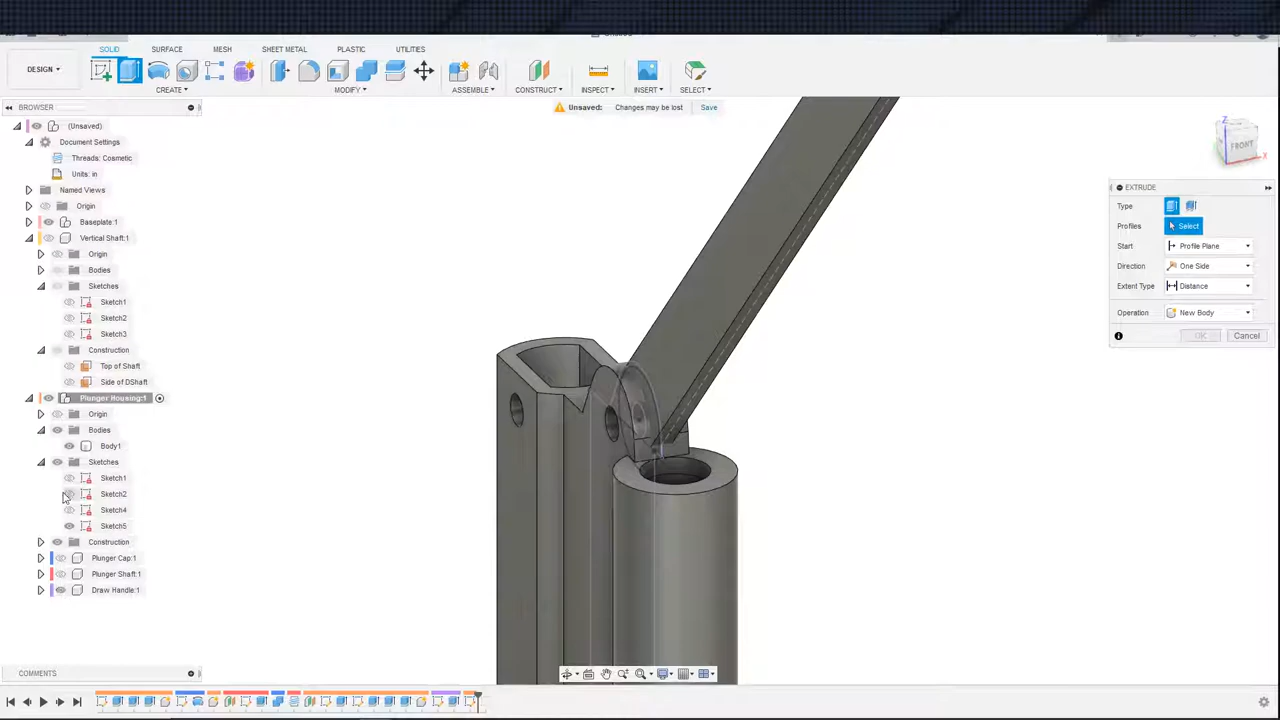 SOLID SURFACE MESH SHEET METAL PLASTIC UTILITIES
DESIGN
CREATE MODIFY ASSEMBLE CONSTRUCT INSPECT INSERT SELECT
BROWSER
Unsaved: Changes may be lost Save
(Unsaved)
Document Settings
Threads: Cosmetic
Units: in
Named Views
Origin
Baseplate:1
Vertical Shaft:1
Origin
Bodies
Sketches
Sketch1
Sketch2
Sketch3
Construction
Top of Shaft
Side of DShaft
Plunger Housing:1
Origin
Bodies
Body1
Sketches
Sketch1
Sketch2
Sketch4
Sketch5
Construction
Plunger Cap:1
Plunger Shaft:1
Draw Handle:1
COMMENTS
Z
FRONT
X
EXTRUDE
Type
Profiles Select
Start Profile Plane
Direction One Side
Extent Type Distance
Operation New Body
OK Cancel